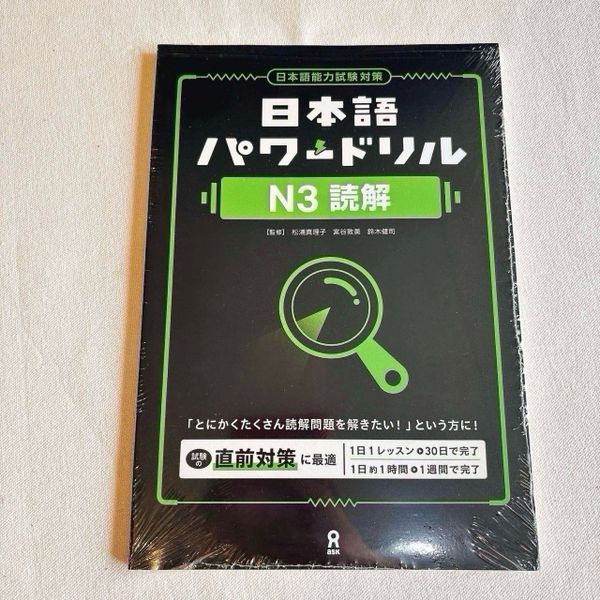 日本語能力試験対策
日本語
パワードリル
N3 読解
【監修】 松浦真理子 宮谷敦美 鈴木健司
「とにかくたくさん読解問題を解きたい！」という方に！
試験の 直前対策 に最適
1日1レッスン→30日で完了
1日約1時間→1週間で完了
ask